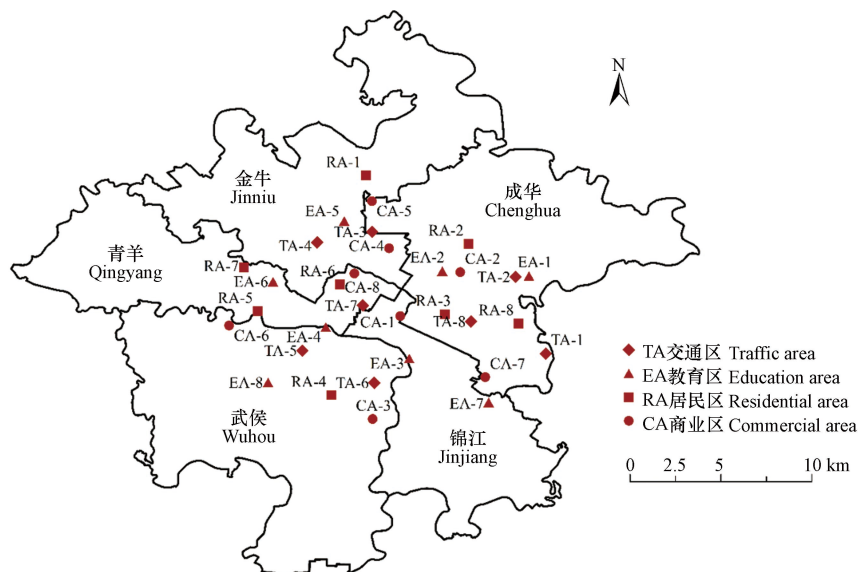 N
RA-1
金牛
Jinniu
成华
Chenghua
CA-5
EA-5
TA-3
RA-2
TA-4
CA-4
青羊
Qingyang
RA-7
RA-6
EA-2
CA-2
EA-1
TA-2
EA-6
CA-8
RA-5
TA-7
RA-3
RA-8
CA-1
TA-8
CA-6
EA-4
TA-5
TA-1
EA-3
CA-7
EA-8
RA-4
TA-6
CA-3
EA-7
武侯
Wuhou
锦江
Jinjiang
TA交通区 Traffic area
EA教育区 Education area
RA居民区 Residential area
CA商业区 Commercial area
0 2.5 5 10 km